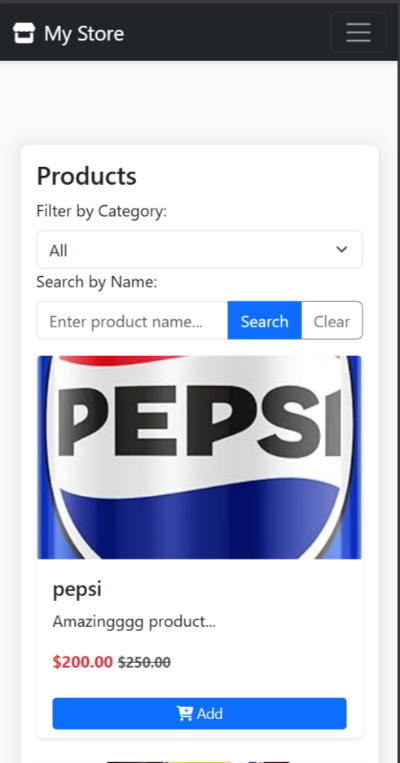 My Store
Products
Filter by Category:
All
Search by Name:
Enter product name... Search Clear
PEPSI
pepsi
Amazingggg product...
$200.00 $250.00
Add